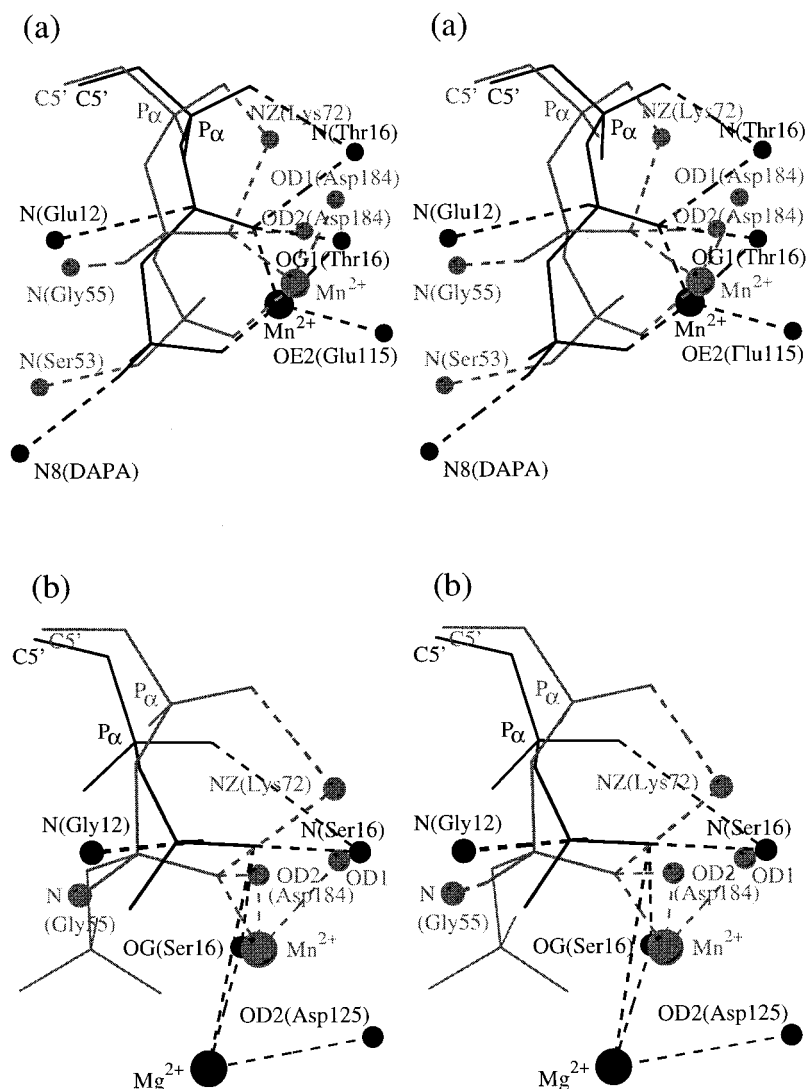 (a)
(a)
C5' C5'
Pα
Pα
NZ(Lys72)
N(Thr16)
OD1(Asp184)
N(Glu12)
OD2(Asp184)
OG1(Thr16)
N(Gly55)
Mn2+
Mn2+
N(Ser53)
OE2(Glu115)
N8(DAPA)
C5' C5'
Pα
Pα
NZ(Lys72)
N(Thr16)
OD1(Asp184)
N(Glu12)
OD2(Asp184)
OG1(Thr16)
N(Gly55)
Mn2+
Mn2+
N(Ser53)
OE2(Glu115)
N8(DAPA)
(b)
(b)
C5'
C5'
Pα
Pα
NZ(Lys72)
N(Gly12)
N(Ser16)
OD2
(Asp184)
OD1
N
(Gly55)
OG(Ser16)
Mn2+
OD2(Asp125)
Mg2+
C5'
C5'
Pα
Pα
NZ(Lys72)
N(Gly12)
N(Ser16)
OD2
(Asp184)
OD1
N
(Gly55)
OG(Ser16)
Mn2+
OD2(Asp125)
Mg2+